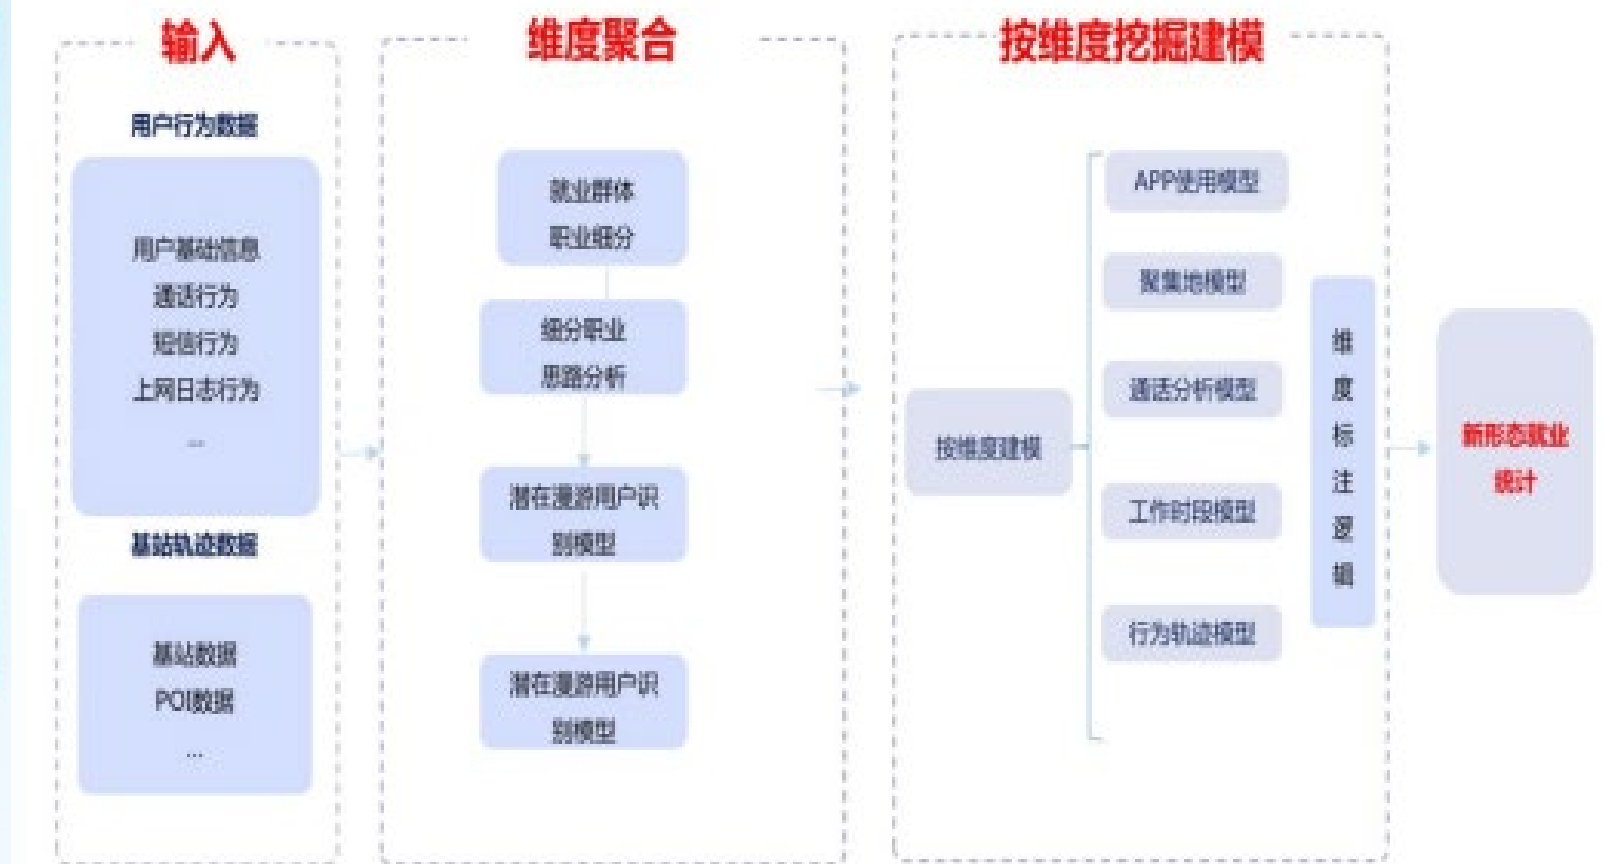 输入
用户行为数据
用户基础信息
通话行为
短信行为
上网日志行为
...
基站轨迹数据
基站数据
POI数据
...
维度聚合
就业群体
职业细分
细分职业
思路分析
潜在漫游用户识
别模型
潜在漫游用户识
别模型
按维度挖掘建模
按维度建模
APP使用模型
聚集地模型
通话分析模型
工作时段模型
行为轨迹模型
维
度
标
注
逻
辑
新形态就业
统计